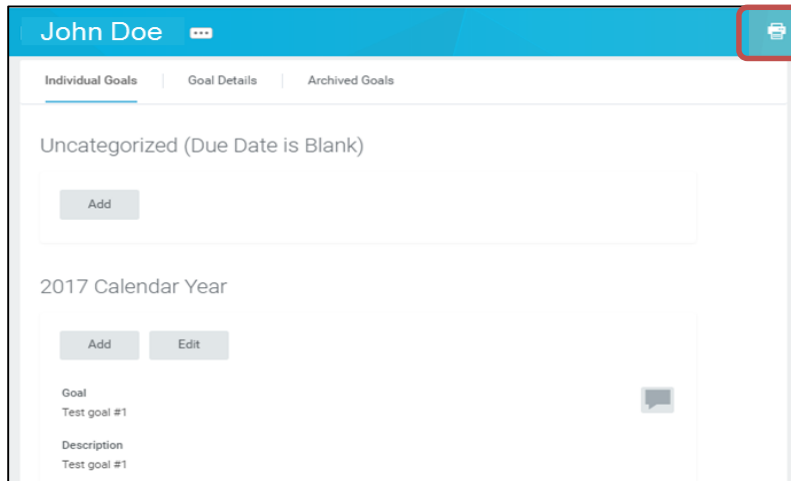 John Doe
Individual Goals Goal Details Archived Goals
Uncategorized (Due Date is Blank)
Add
2017 Calendar Year
Add Edit
Goal
Test goal #1
Description
Test goal #1